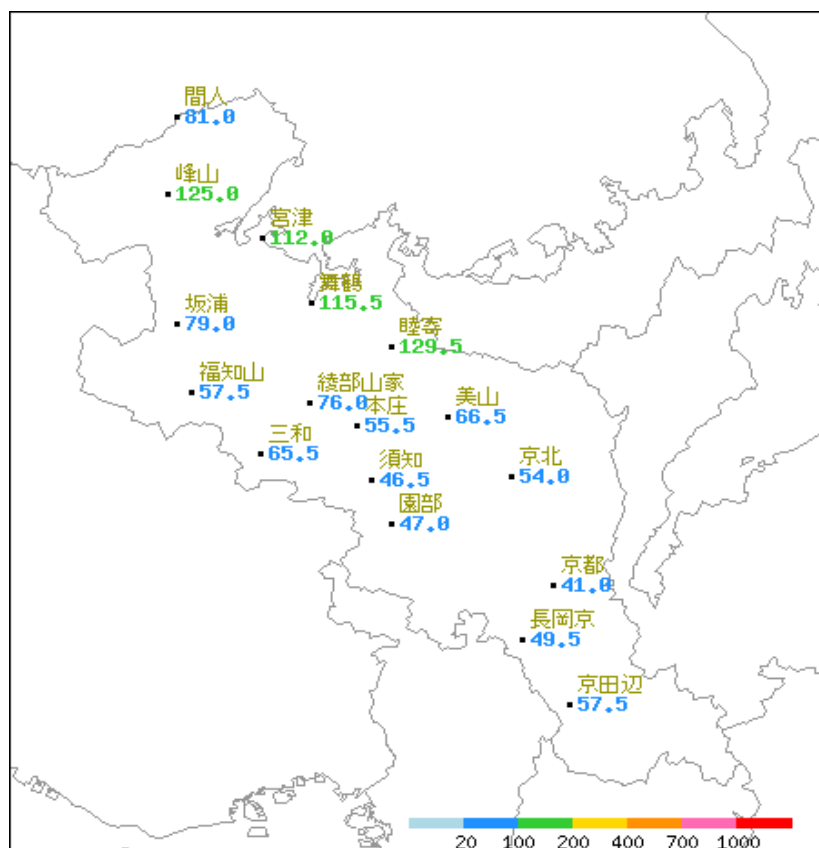 間人
81.0
峰山
125.0
宮津
112.0
舞鶴
115.5
坂浦
79.0
睦寄
129.5
福知山
57.5
綾部山家
76.0
本庄
55.5
美山
66.5
三和
65.5
須知
46.5
京北
54.0
園部
47.0
京都
41.0
長岡京
49.5
京田辺
57.5
20 100 200 400 700 1000